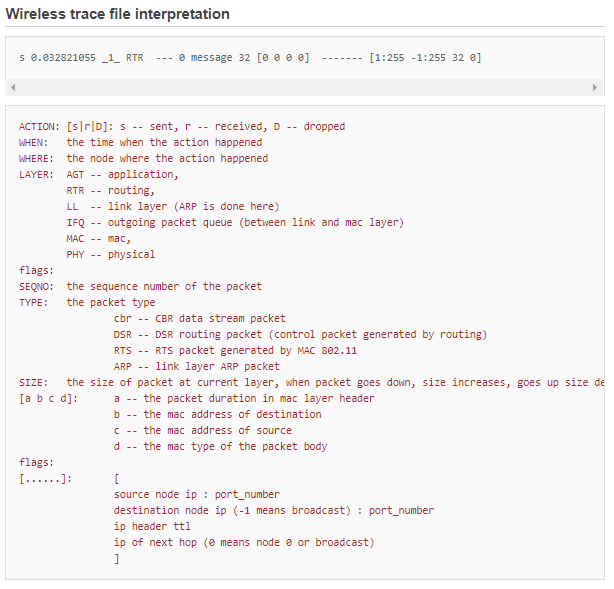 Wireless trace file interpretation
s 0.032821055 _1_ RTR  --- 0 message 32 [0 0 0 0]  ------- [1:255 -1:255 32 0]
ACTION: [s|r|D]: s -- sent, r -- received, D -- dropped
WHEN:   the time when the action happened
WHERE:  the node where the action happened
LAYER:  AGT -- application,
RTR -- routing,
LL  -- link layer (ARP is done here)
IFQ -- outgoing packet queue (between link and mac layer)
MAC -- mac,
PHY -- physical
flags:
SEQNO:  the sequence number of the packet
TYPE:   the packet type
cbr -- CBR data stream packet
DSR -- DSR routing packet (control packet generated by routing)
RTS -- RTS packet generated by MAC 802.11
ARP -- link layer ARP packet
SIZE:   the size of packet at current layer, when packet goes down, size increases, goes up size de
[a b c d]:      a -- the packet duration in mac layer header
b -- the mac address of destination
c -- the mac address of source
d -- the mac type of the packet body
flags:
[......]:       [
source node ip : port_number
destination node ip (-1 means broadcast) : port_number
ip header ttl
ip of next hop (0 means node 0 or broadcast)
]